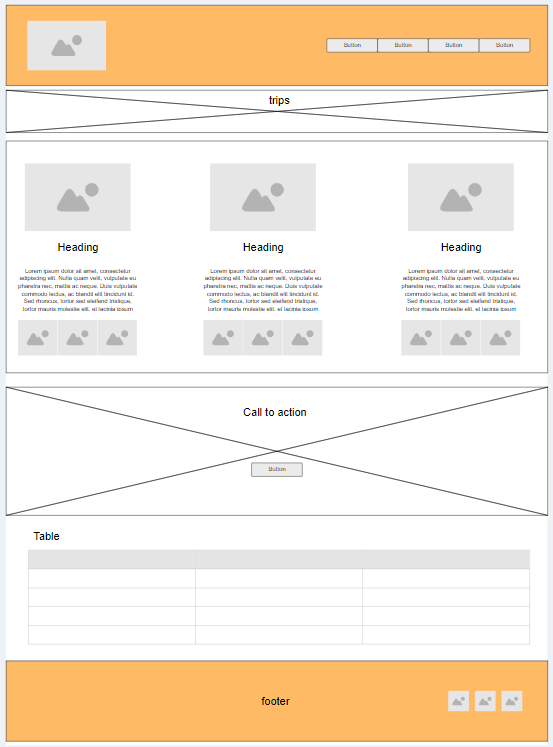 Button Button Button Button
trips
Heading
Lorem ipsum dolor sit amet, consectetur
adipiscing elit. Nulla quam velit, vulputate eu
pharetra nec, mattis ac neque. Duis vulputate
commodo lectus, ac blandit elit tincidunt id.
Sed rhoncus, tortor sed eleifend tristique,
tortor mauris molestie elit, et lacinia ipsum
Heading
Lorem ipsum dolor sit amet, consectetur
adipiscing elit. Nulla quam velit, vulputate eu
pharetra nec, mattis ac neque. Duis vulputate
commodo lectus, ac blandit elit tincidunt id.
Sed rhoncus, tortor sed eleifend tristique,
tortor mauris molestie elit, et lacinia ipsum
Heading
Lorem ipsum dolor sit amet, consectetur
adipiscing elit. Nulla quam velit, vulputate eu
pharetra nec, mattis ac neque. Duis vulputate
commodo lectus, ac blandit elit tincidunt id.
Sed rhoncus, tortor sed eleifend tristique,
tortor mauris molestie elit, et lacinia ipsum
Call to action
Button
Table
footer